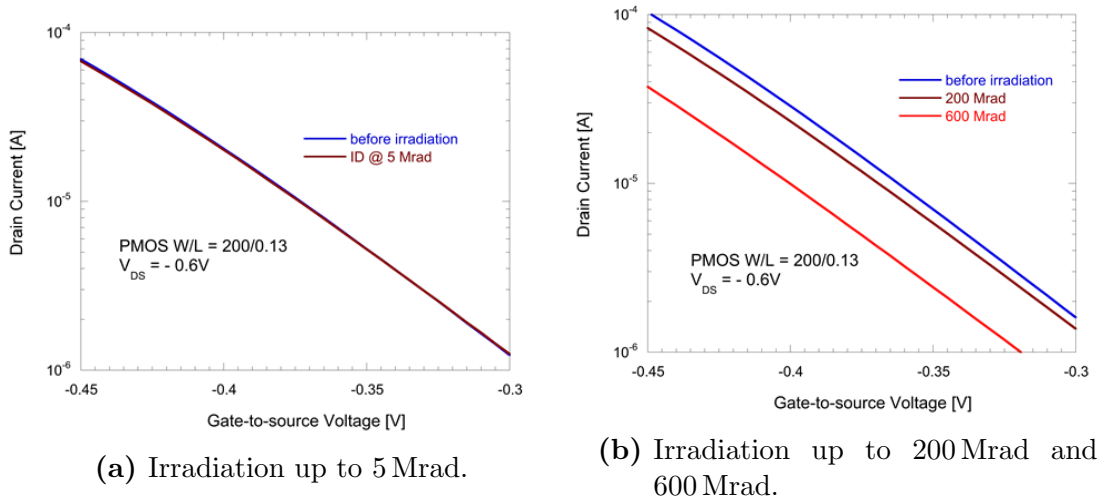 10^-4
before irradiation
ID @ 5 Mrad
10^-5
Drain Current [A]
PMOS W/L = 200/0.13
V_DS = - 0.6V
10^-6
-0.45 -0.4 -0.35 -0.3
Gate-to-source Voltage [V]
(a) Irradiation up to 5 Mrad.
10^-4
before irradiation
200 Mrad
600 Mrad
10^-5
Drain Current [A]
PMOS W/L = 200/0.13
V_DS = - 0.6V
10^-6
-0.45 -0.4 -0.35 -0.3
Gate-to-source Voltage [V]
(b) Irradiation up to 200 Mrad and
600 Mrad.